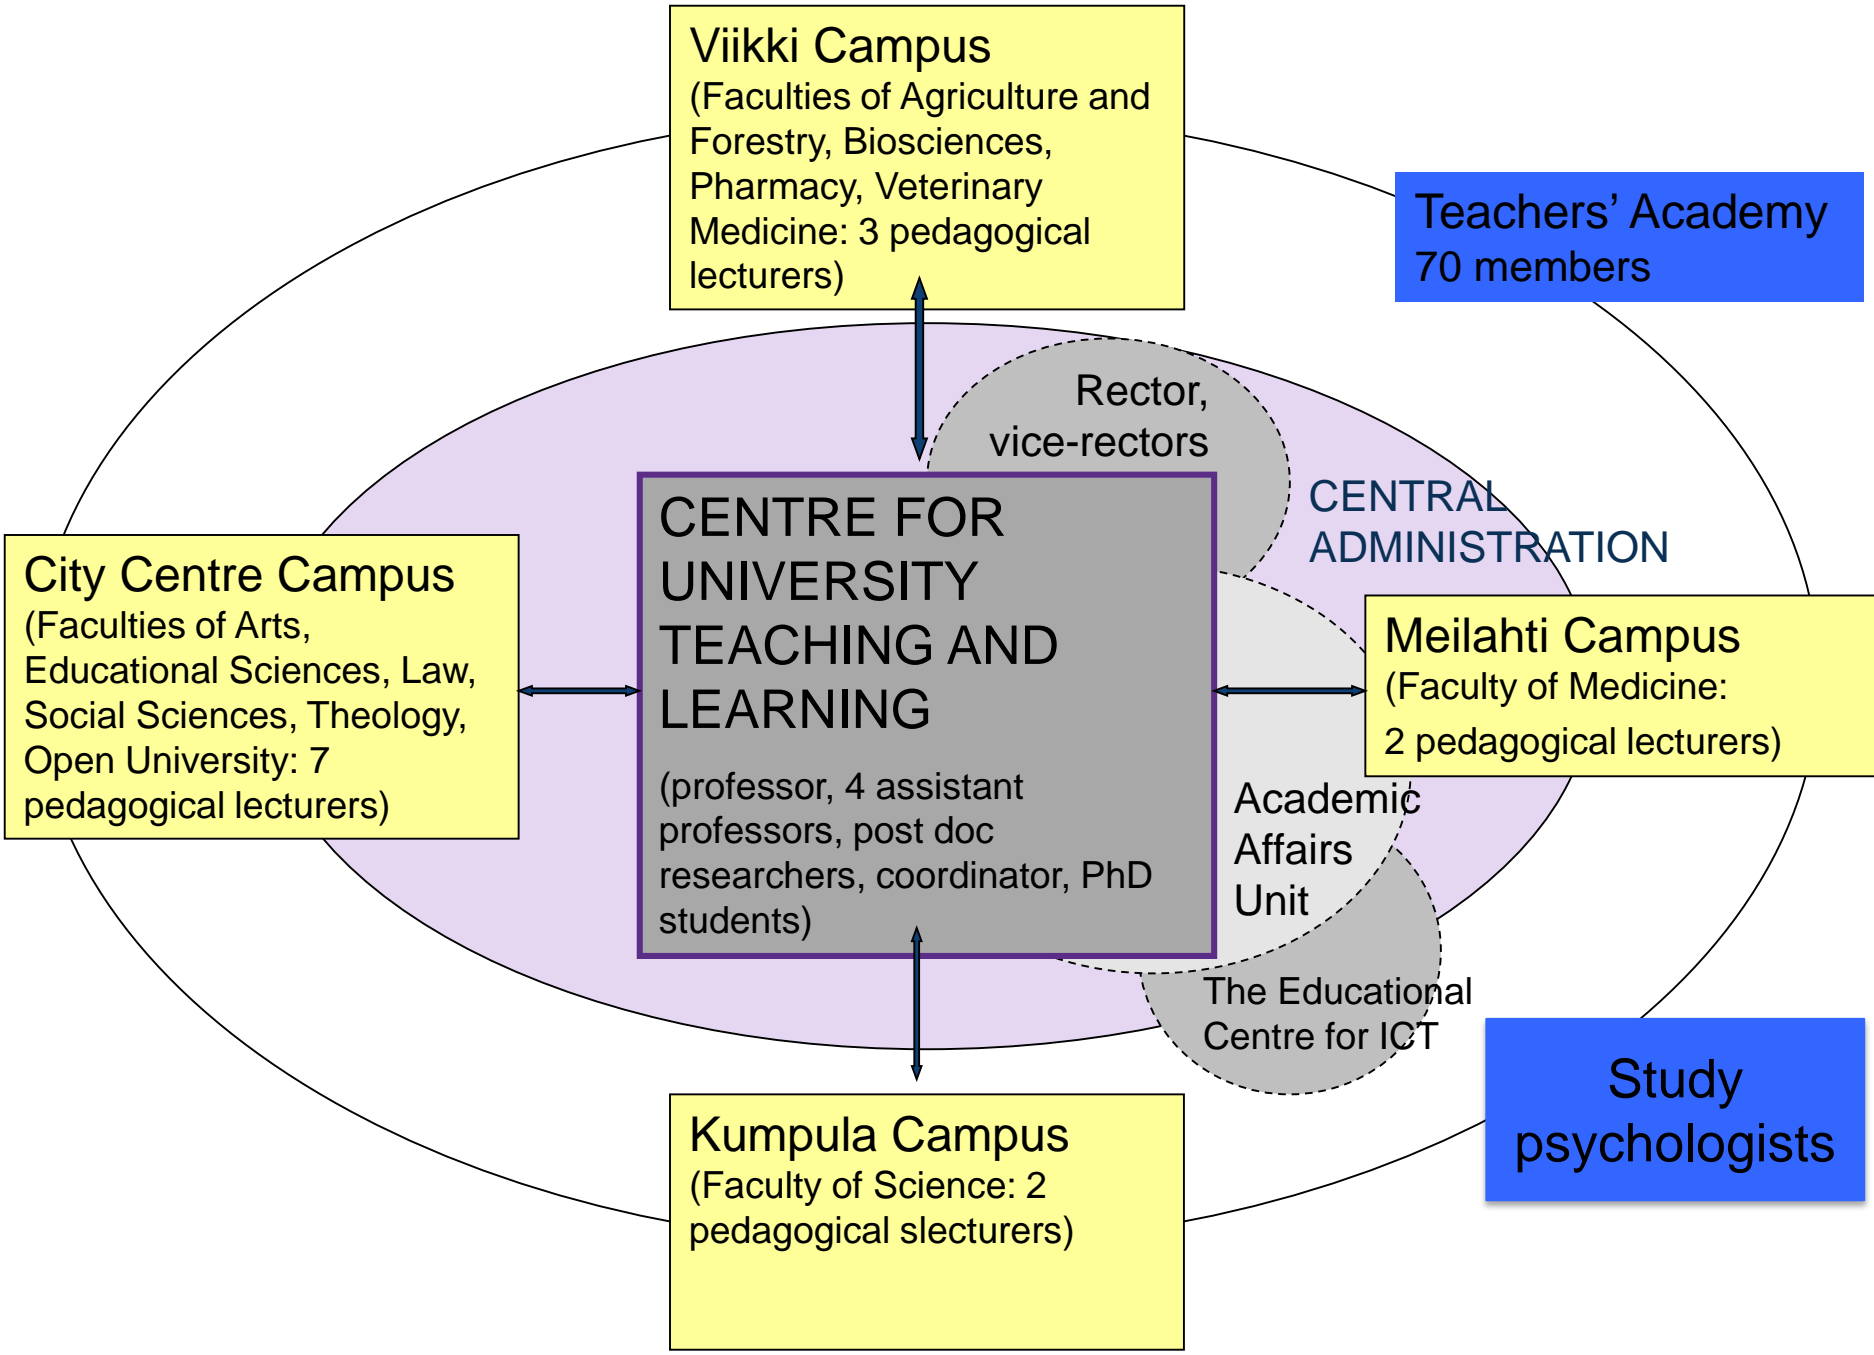 Viikki Campus
(Faculties of Agriculture and
Forestry, Biosciences,
Pharmacy, Veterinary
Medicine: 3 pedagogical
lecturers)
Teachers’ Academy
70 members
Rector,
vice-rectors
CENTRAL
ADMINISTRATION
CENTRE FOR
UNIVERSITY
TEACHING AND
LEARNING
(professor, 4 assistant
professors, post doc
researchers, coordinator, PhD
students)
City Centre Campus
(Faculties of Arts,
Educational Sciences, Law,
Social Sciences, Theology,
Open University: 7
pedagogical lecturers)
Meilahti Campus
(Faculty of Medicine:
2 pedagogical lecturers)
Academic
Affairs
Unit
The Educational
Centre for ICT
Study
psychologists
Kumpula Campus
(Faculty of Science: 2
pedagogical slecturers)